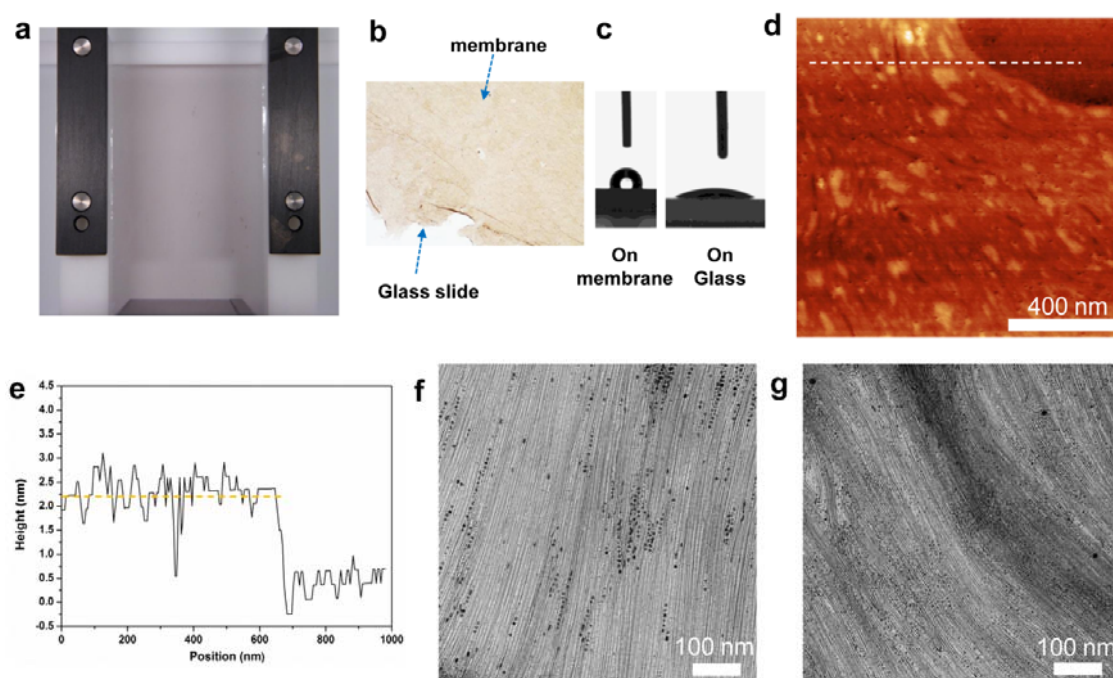 a
b
membrane
Glass slide
c
On
membrane
On
Glass
d
400 nm
e
4.5
4.0
3.5
3.0
2.5
2.0
1.5
1.0
0.5
0.0
-0.5
Height (nm)
0
200
400
600
800
1000
Position (nm)
f
100 nm
g
100 nm